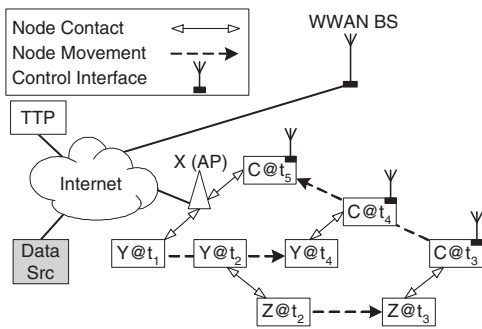 Node Contact
Node Movement
Control Interface
WWAN BS
TTP
Internet
X (AP)
C@t5
C@t4
C@t3
Data
Src
Y@t1
Y@t2
Y@t4
Z@t2
Z@t3